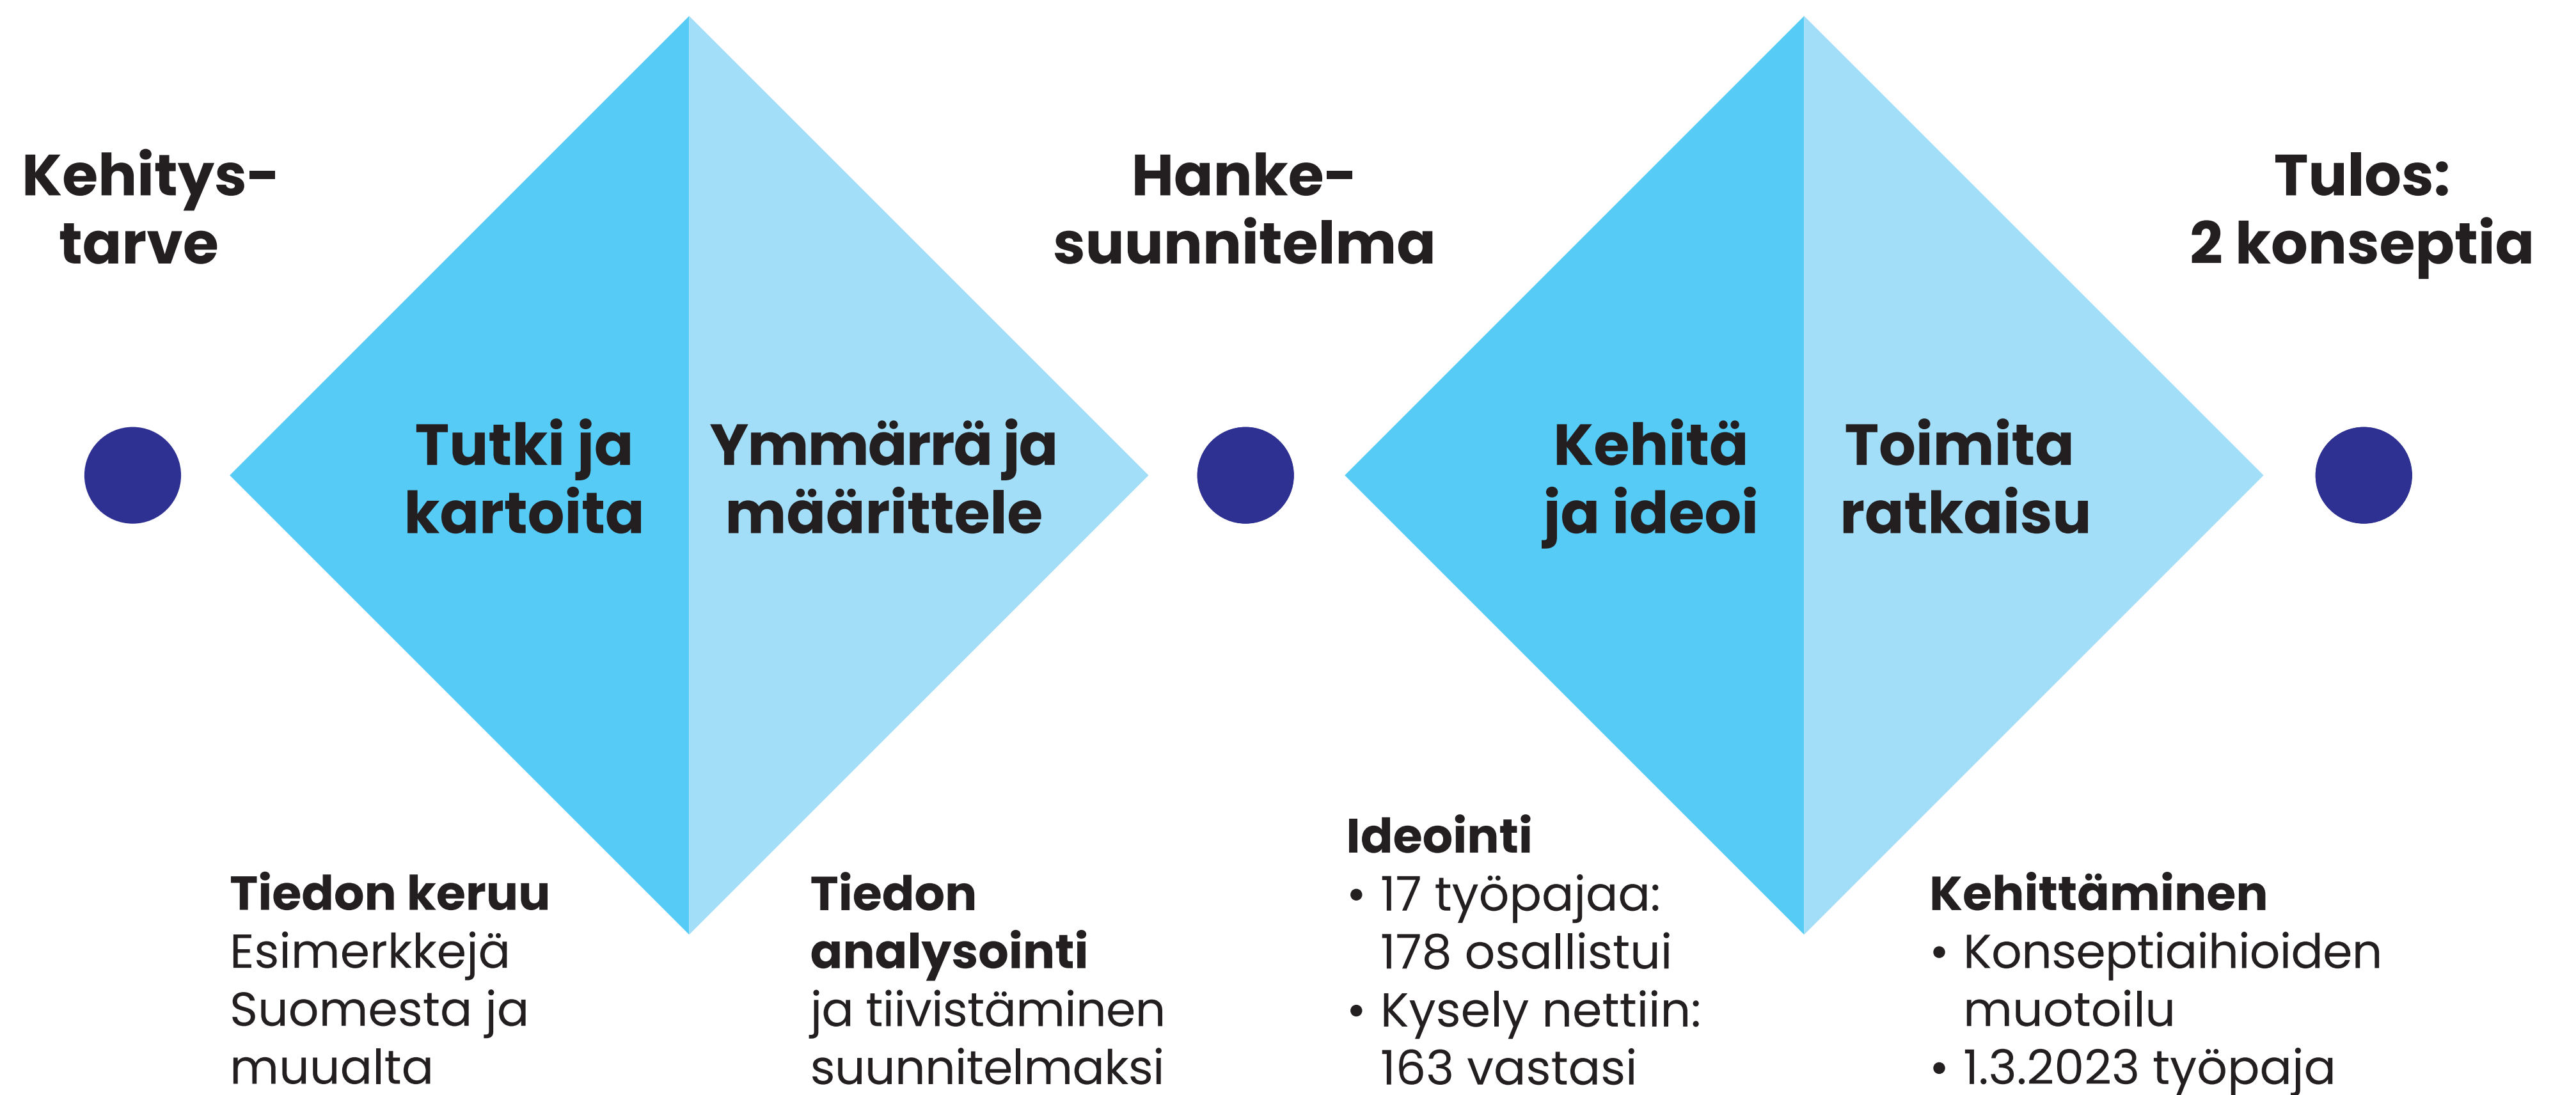 Kehitys-
tarve
Tutki ja
kartoita
Ymmärrä ja
määrittele
Hanke-
suunnitelma
Kehitä
ja ideoi
Toimita
ratkaisu
Tulos:
2 konseptia
Tiedon keruu
Esimerkkejä
Suomesta ja
muualta
Tiedon
analysointi
ja tiivistäminen
suunnitelmaksi
Ideointi
• 17 työpajaa:
178 osallistui
• Kysely nettiin:
163 vastasi
Kehittäminen
• Konseptiaihioiden
muotoilu
• 1.3.2023 työpaja